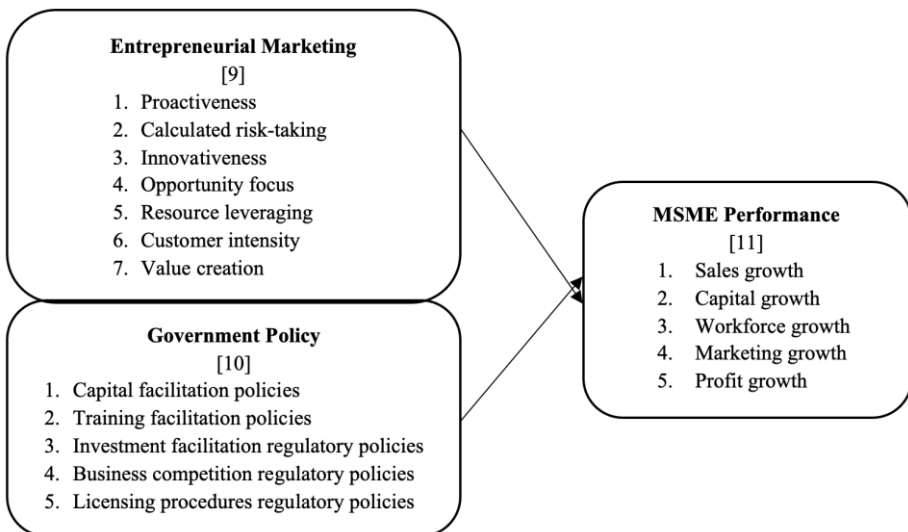 Entrepreneurial Marketing
[9]
1. Proactiveness
2. Calculated risk-taking
3. Innovativeness
4. Opportunity focus
5. Resource leveraging
6. Customer intensity
7. Value creation
Government Policy
[10]
1. Capital facilitation policies
2. Training facilitation policies
3. Investment facilitation regulatory policies
4. Business competition regulatory policies
5. Licensing procedures regulatory policies
MSME Performance
[11]
1. Sales growth
2. Capital growth
3. Workforce growth
4. Marketing growth
5. Profit growth